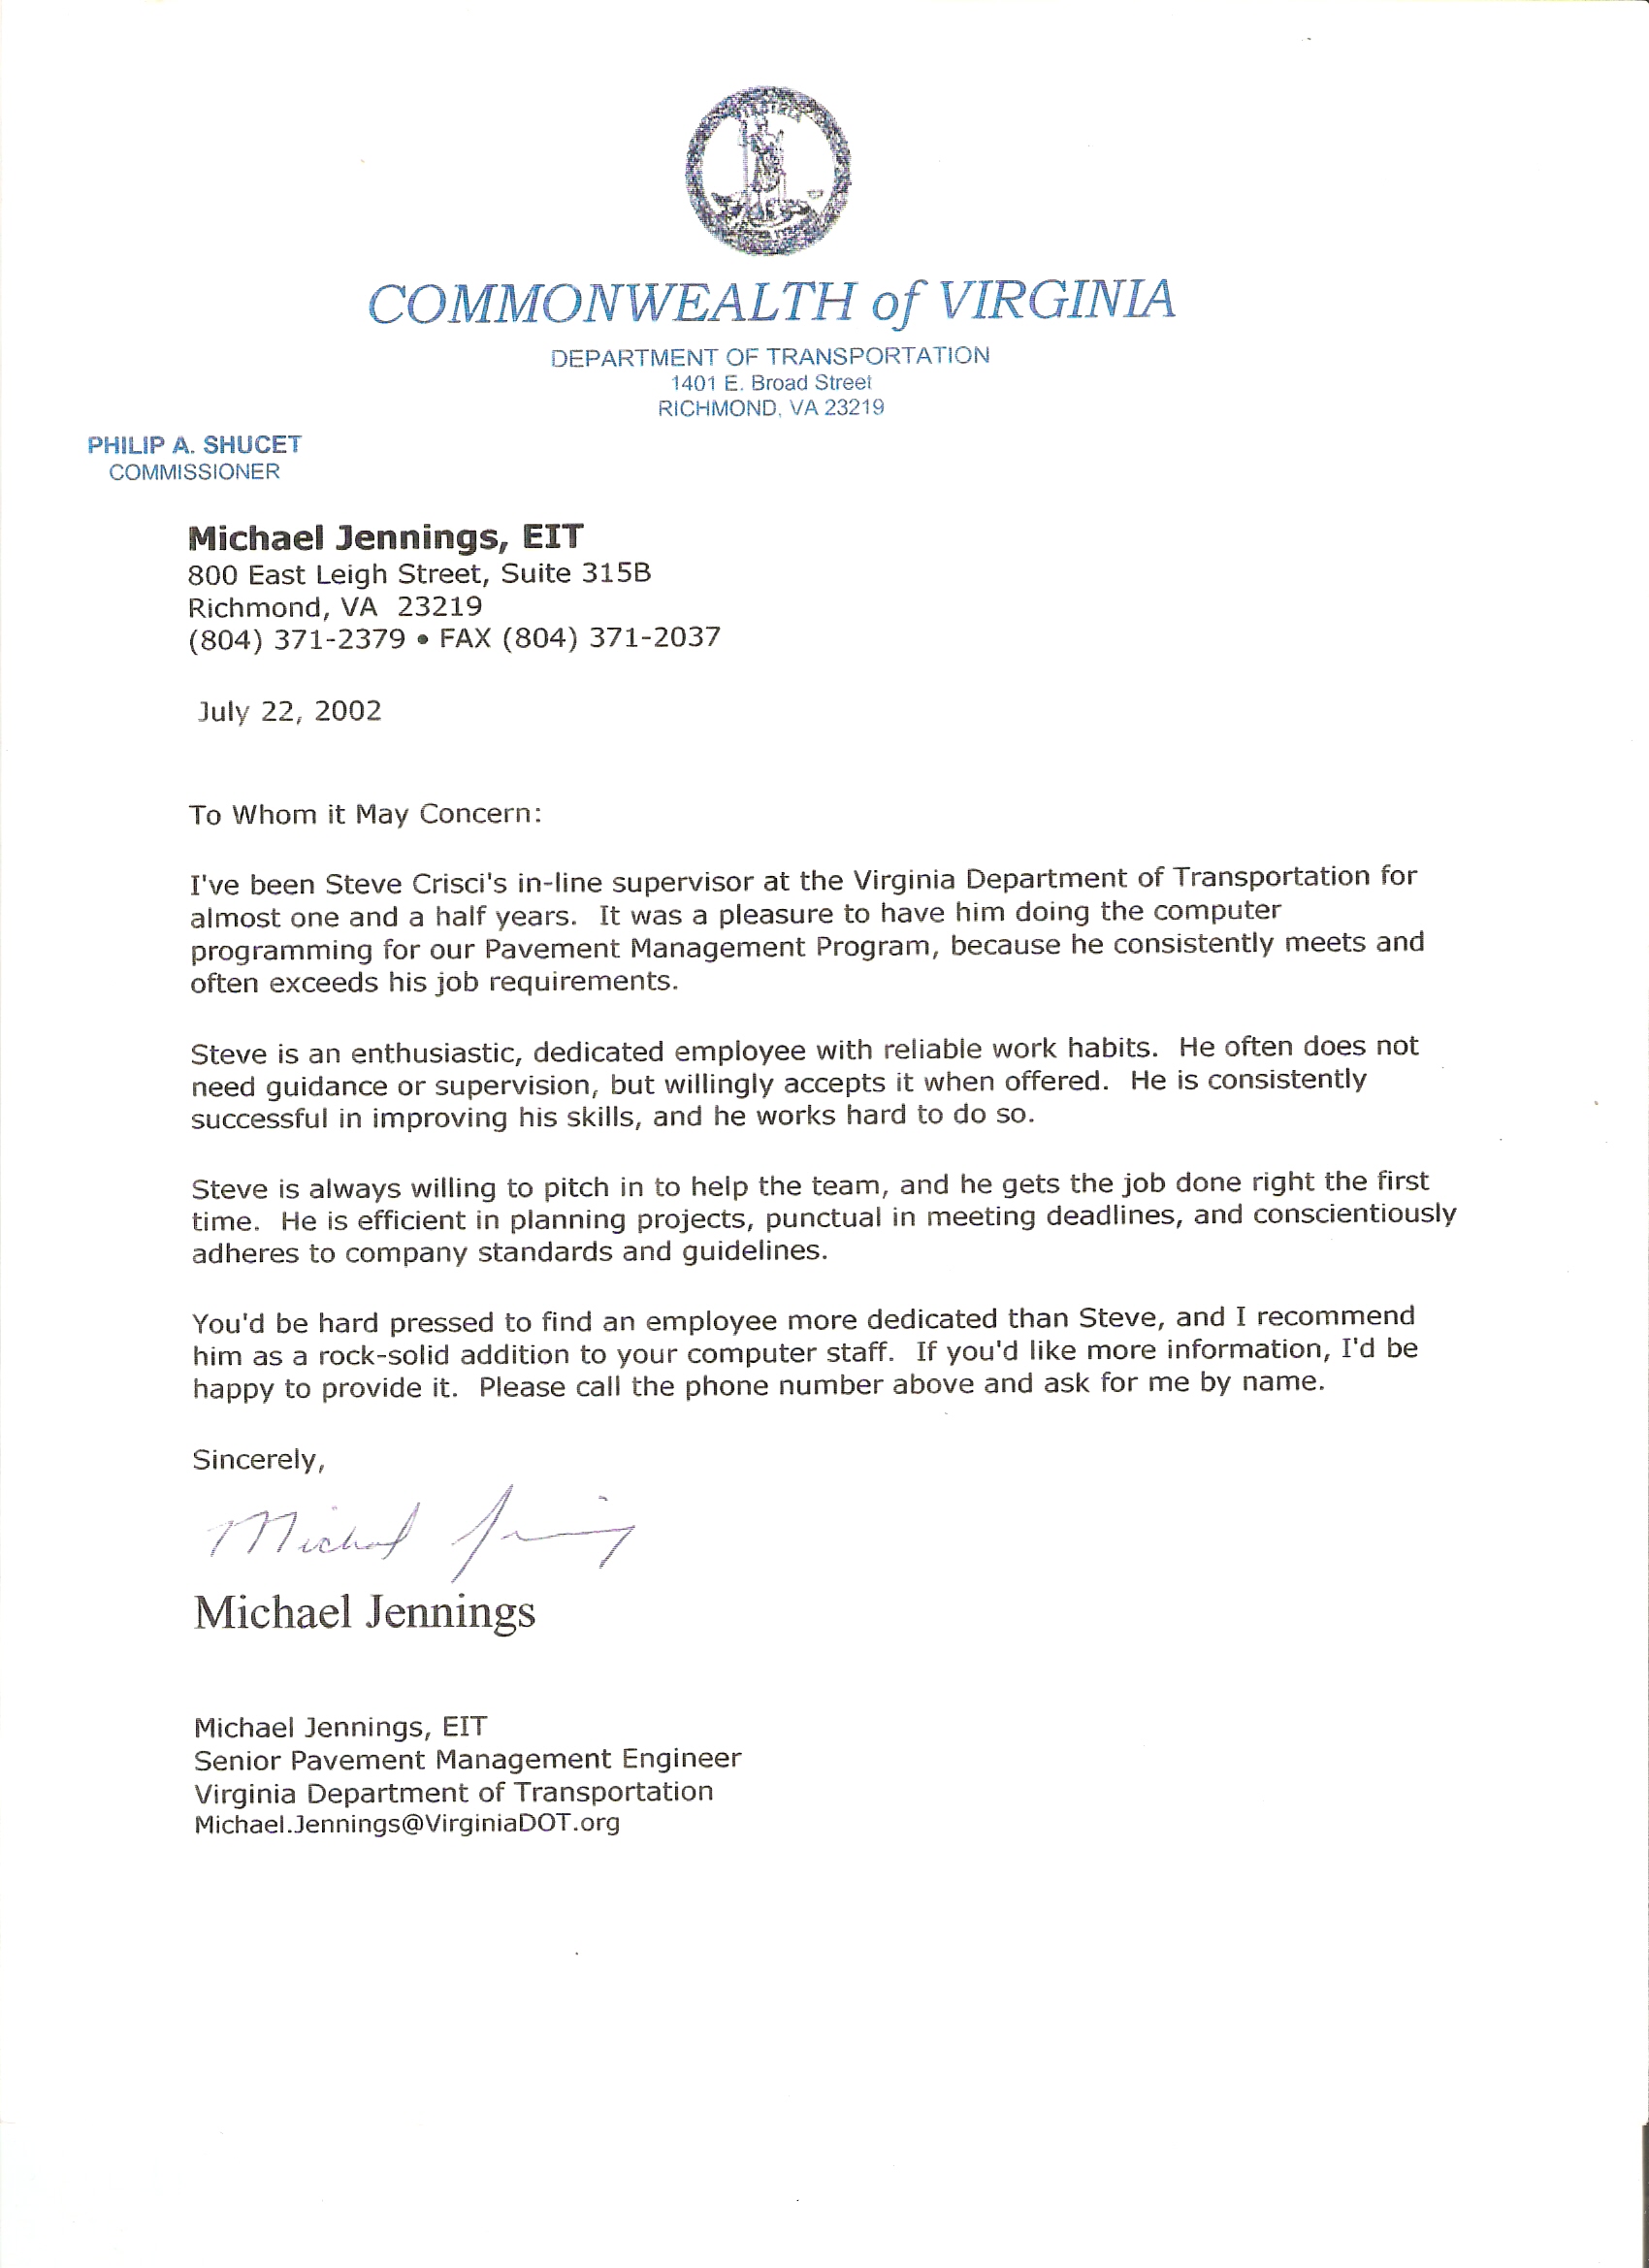 VIRGINIA
COMMONWEALTH of VIRGINIA
DEPARTMENT OF TRANSPORTATION
1401 E. Broad Street
RICHMOND, VA 23219
PHILIP A. SHUCET
COMMISSIONER
Michael Jennings, EIT
800 East Leigh Street, Suite 315B
Richmond, VA  23219
(804) 371-2379 • FAX (804) 371-2037
July 22, 2002
To Whom it May Concern:
I've been Steve Crisci's in-line supervisor at the Virginia Department of Transportation for
almost one and a half years.  It was a pleasure to have him doing the computer
programming for our Pavement Management Program, because he consistently meets and
often exceeds his job requirements.
Steve is an enthusiastic, dedicated employee with reliable work habits.  He often does not
need guidance or supervision, but willingly accepts it when offered.  He is consistently
successful in improving his skills, and he works hard to do so.
Steve is always willing to pitch in to help the team, and he gets the job done right the first
time.  He is efficient in planning projects, punctual in meeting deadlines, and conscientiously
adheres to company standards and guidelines.
You'd be hard pressed to find an employee more dedicated than Steve, and I recommend
him as a rock-solid addition to your computer staff.  If you'd like more information, I'd be
happy to provide it.  Please call the phone number above and ask for me by name.
Sincerely,
Michael Jennings
Michael Jennings
Michael Jennings, EIT
Senior Pavement Management Engineer
Virginia Department of Transportation
Michael.Jennings@VirginiaDOT.org